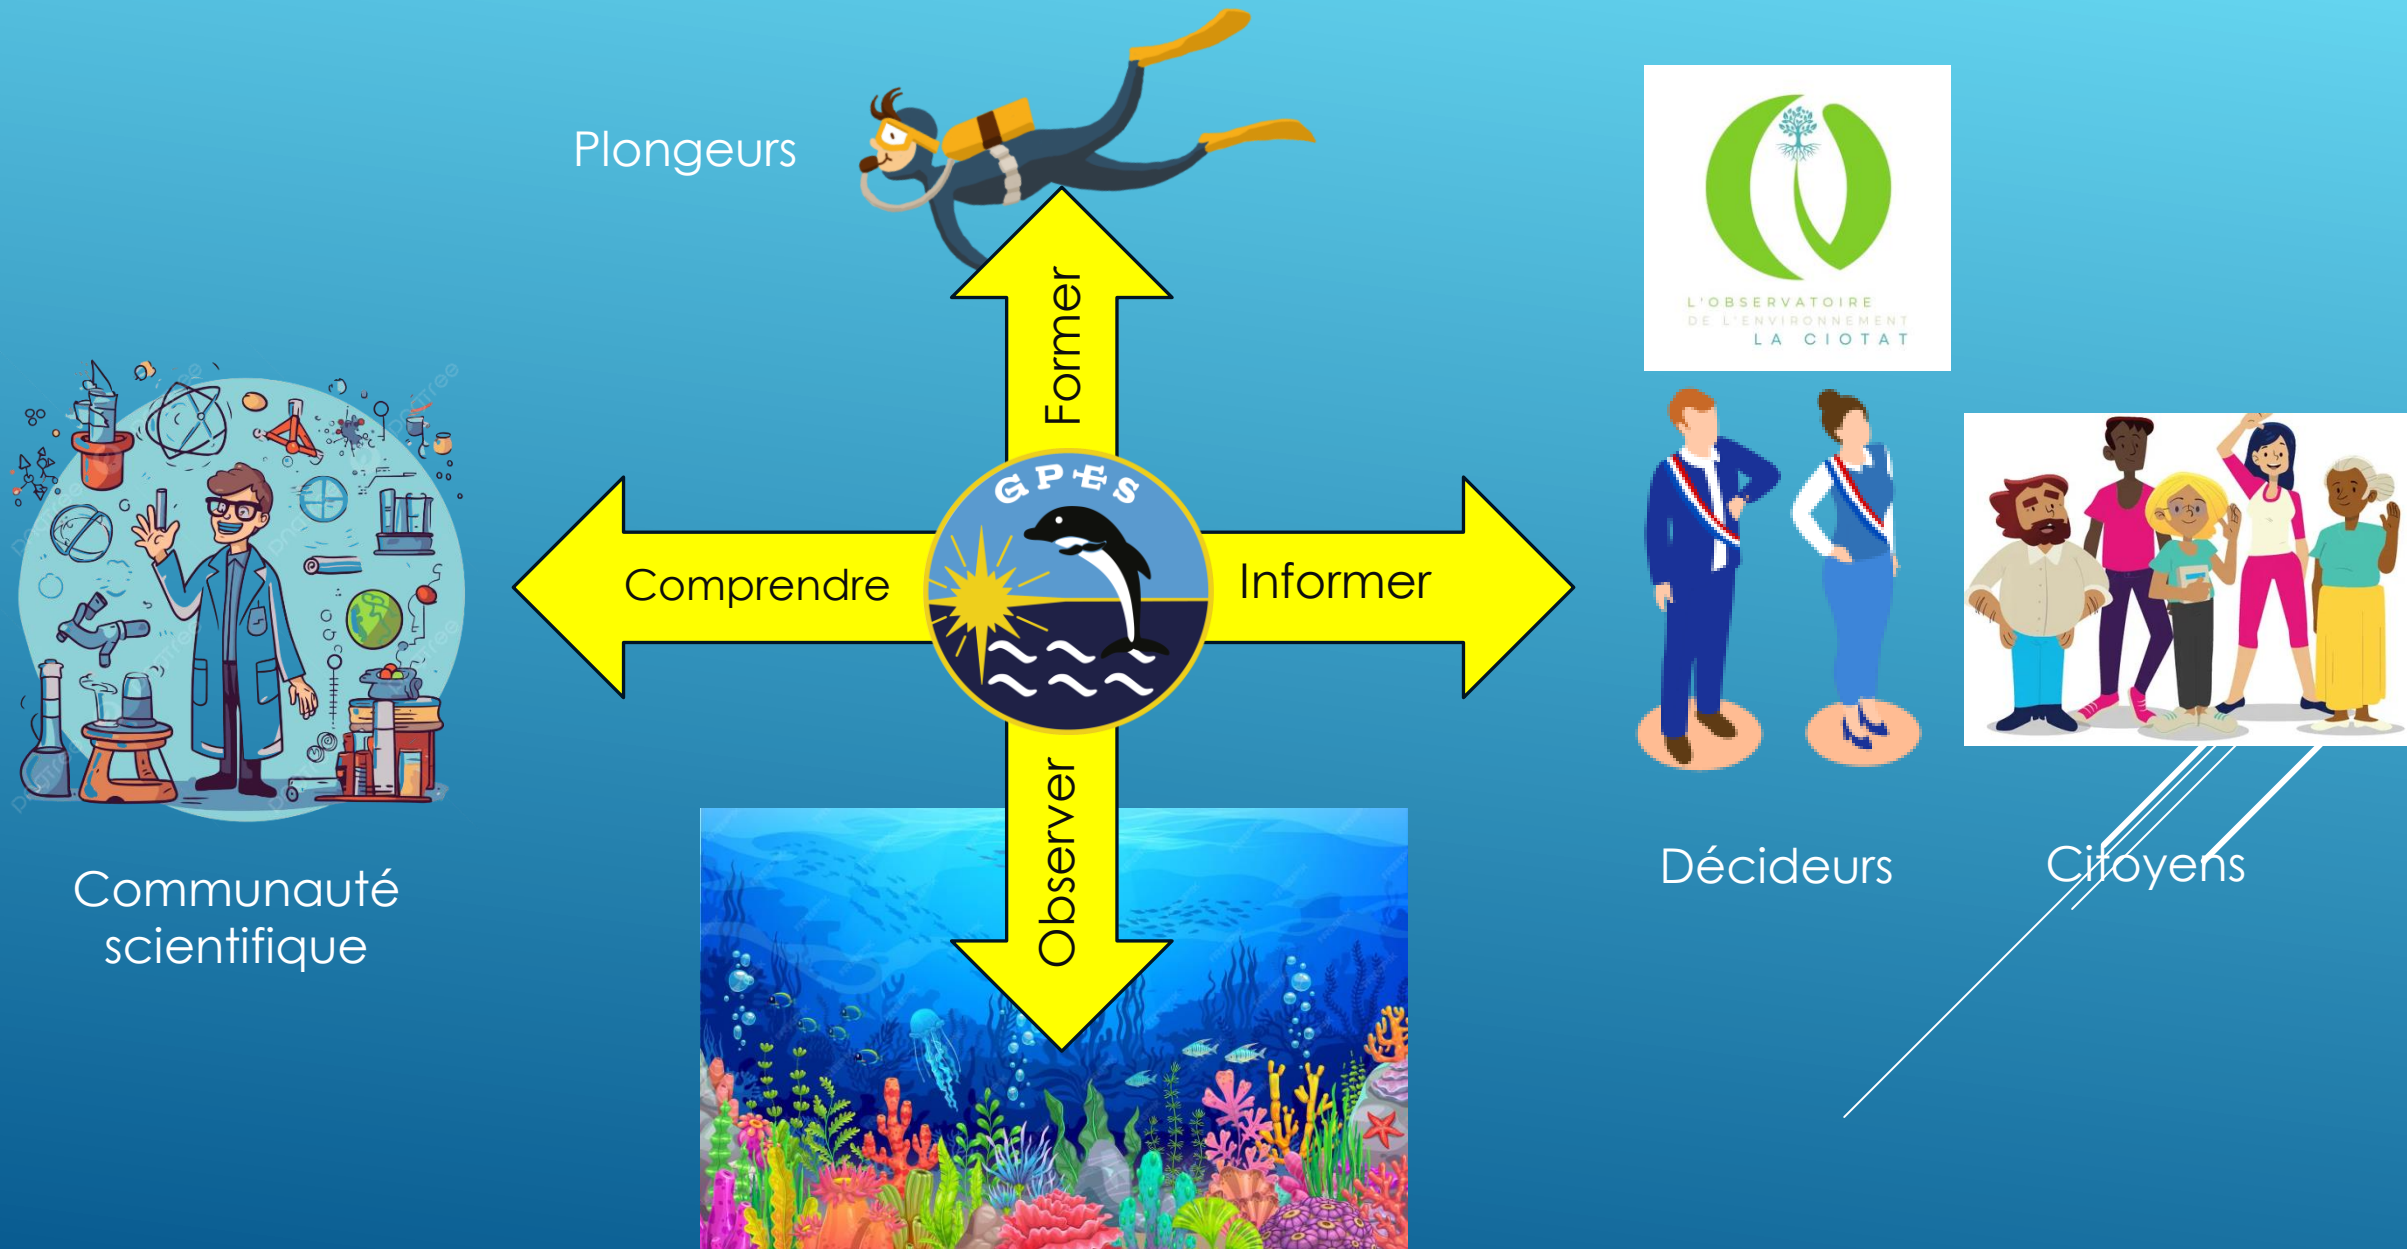 Plongeurs
L'OBSERVATOIRE
DE L'ENVIRONNEMENT
LA CIOTAT
Former
GPES
Comprendre
Informer
Observer
Communauté
scientifique
Décideurs
Citoyens